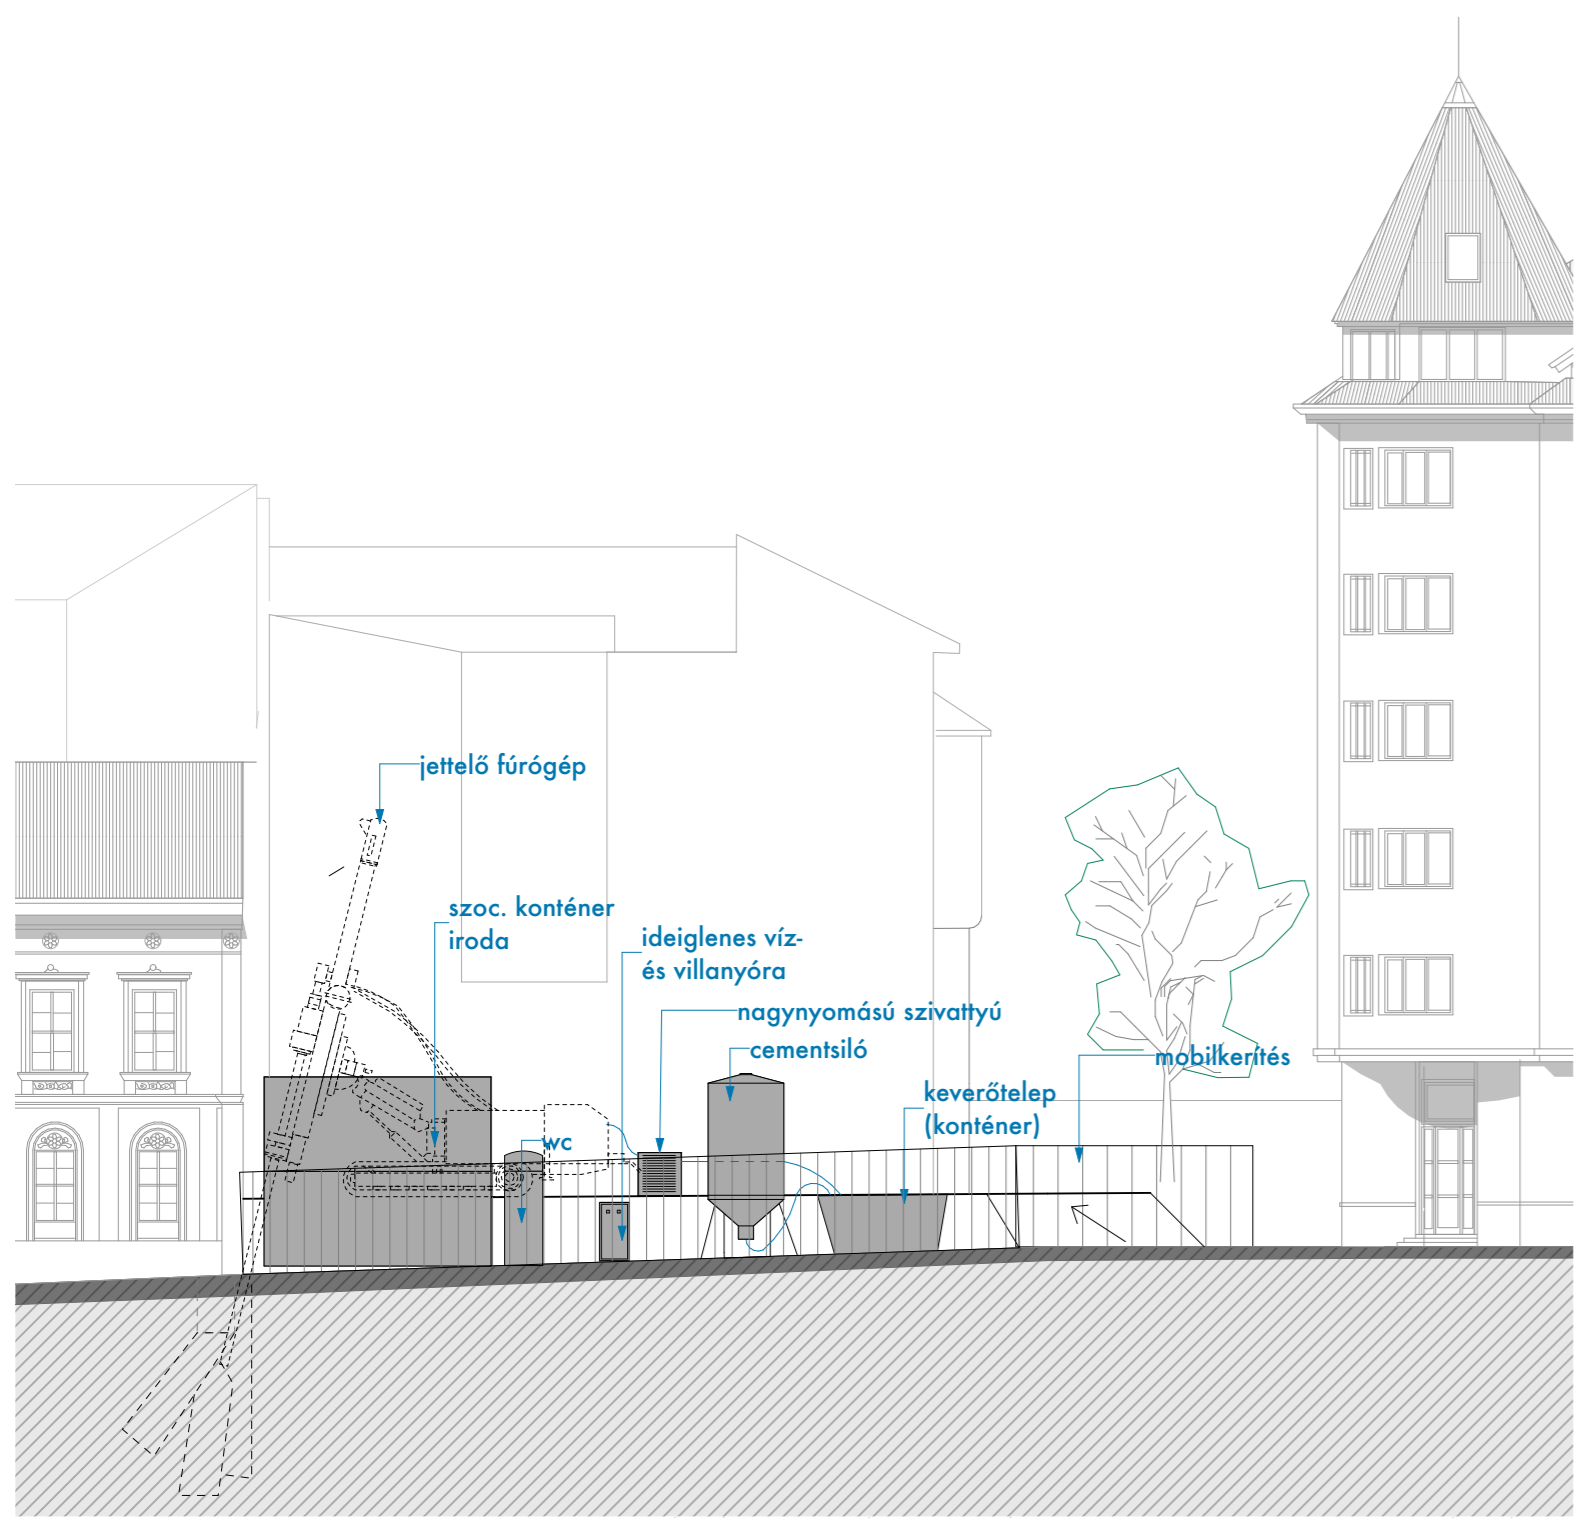 jettelő fúrógép
szoc. konténer
iroda
ideiglenes víz-
és villanyóra
nagynyomású szivattyú
cementsiló
mobilkerítés
keverőtelep
(konténer)
wc